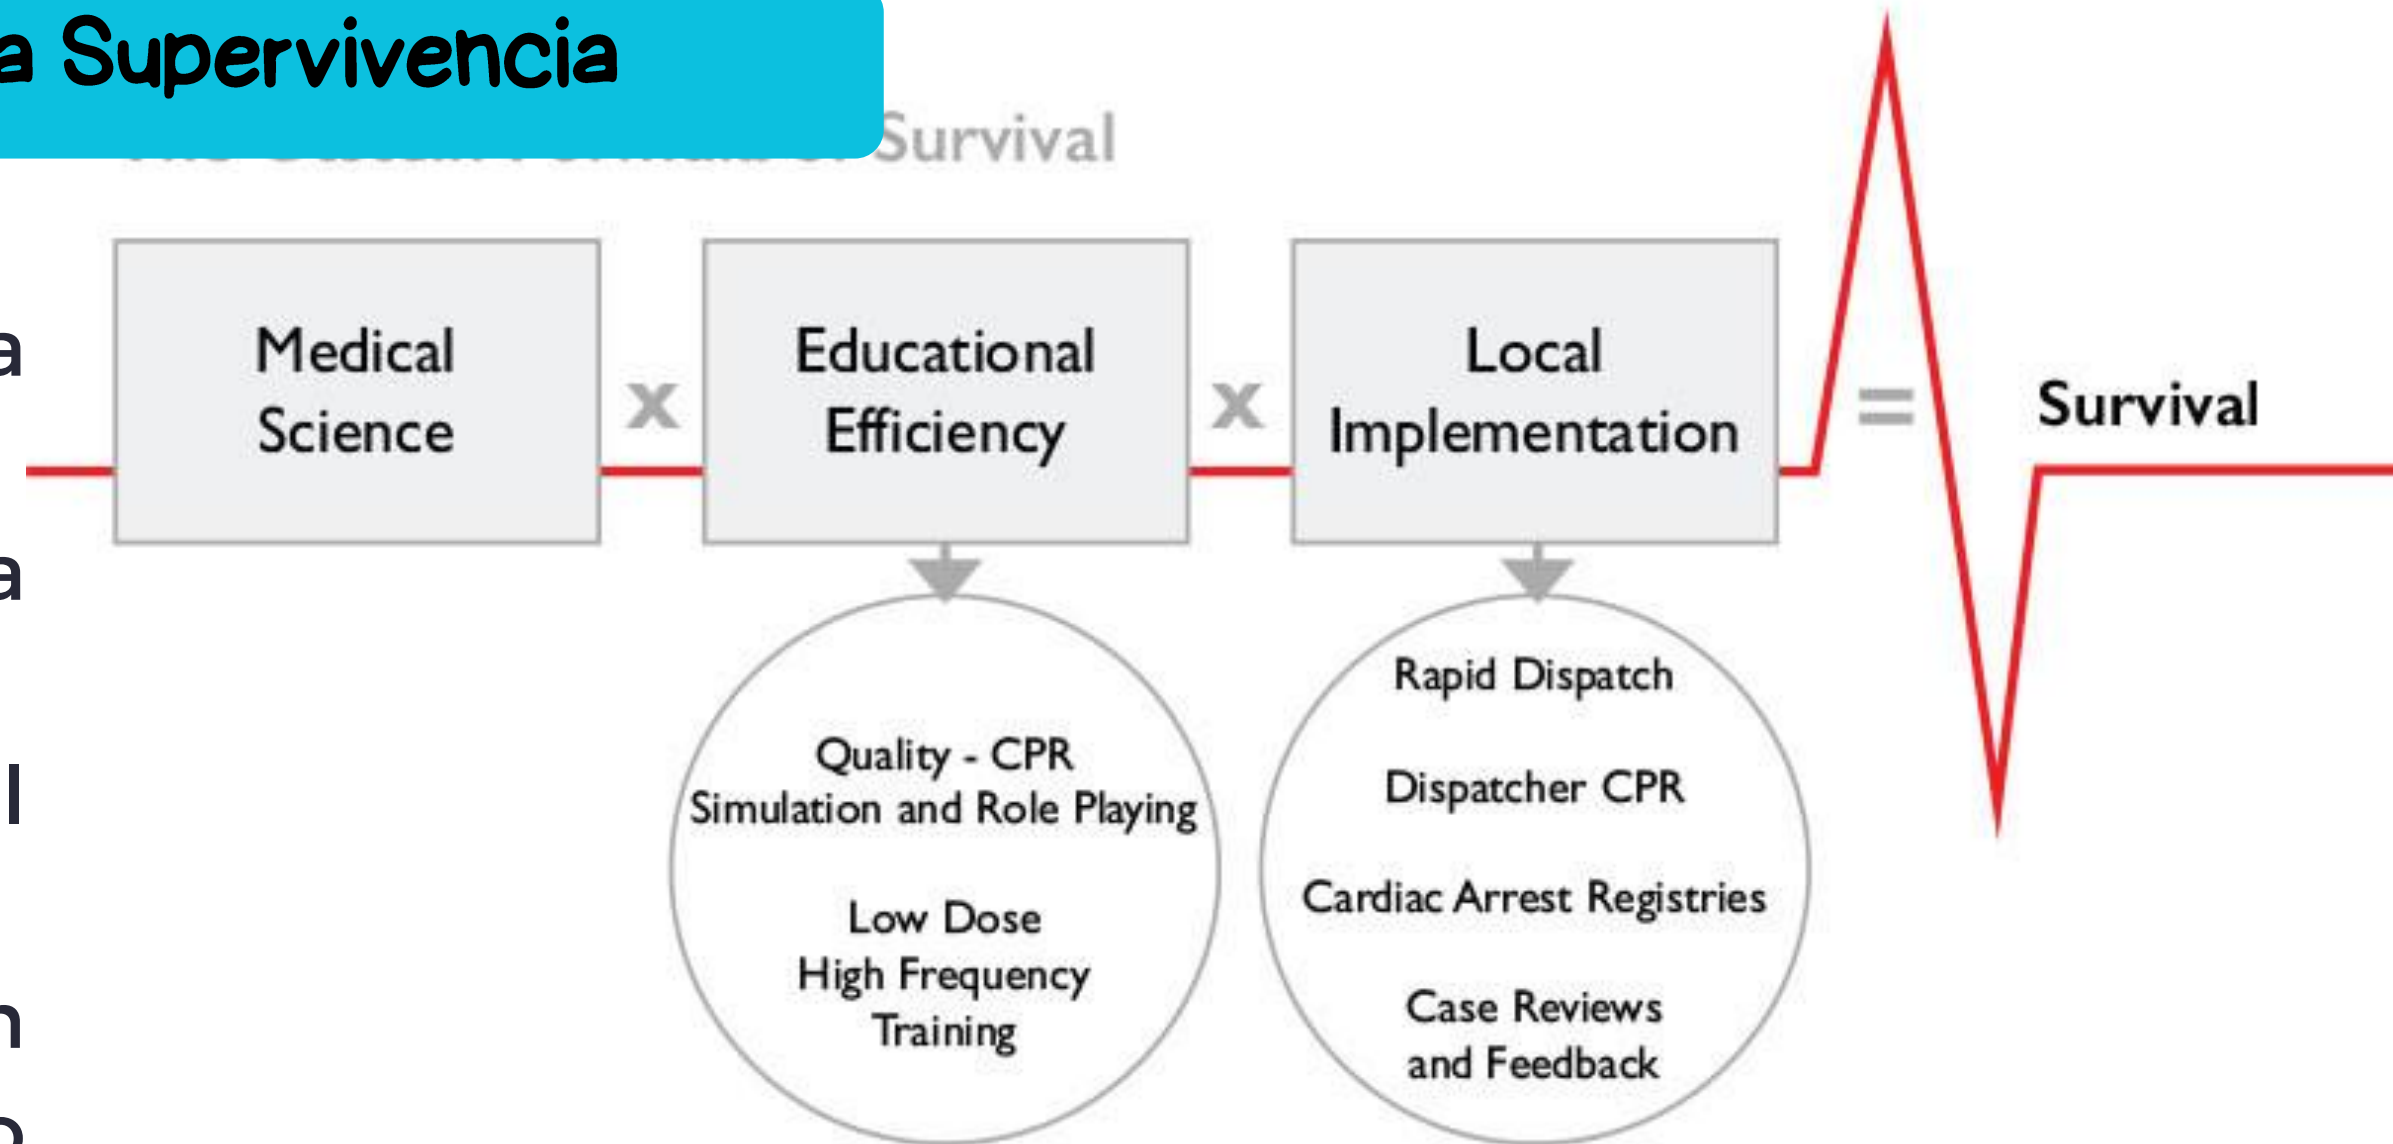 a Supervivencia
Survival
Medical
Science
x
Educational
Efficiency
x
Local
Implementation
=
Survival
a
a
l
n
Quality - CPR
Simulation and Role Playing
Low Dose
High Frequency
Training
Rapid Dispatch
Dispatcher CPR
Cardiac Arrest Registries
Case Reviews
and Feedback